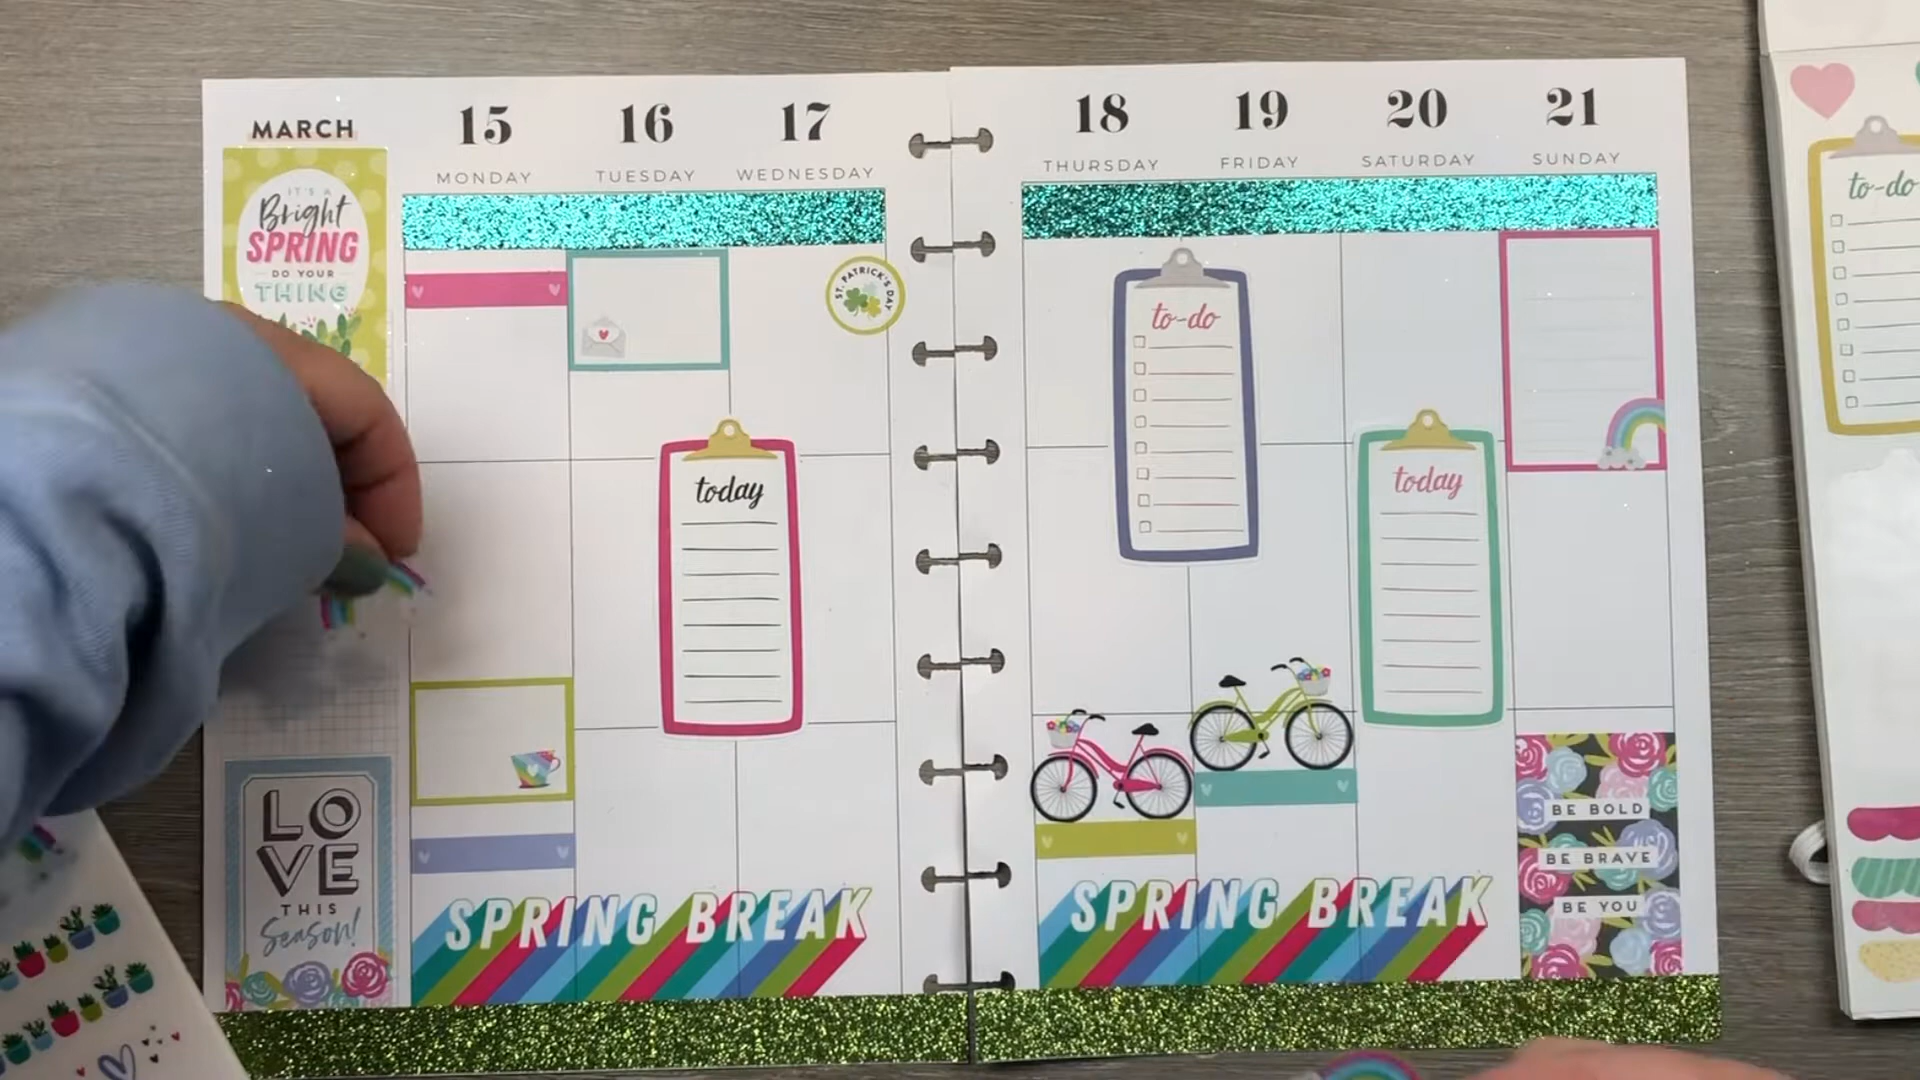 MARCH
15
MONDAY
16
TUESDAY
17
WEDNESDAY
18
THURSDAY
19
FRIDAY
20
SATURDAY
21
SUNDAY
IT'S A
Bright
SPRING
DO YOUR
THING
ST. PATRICK'S DAY
to-do
to-do
today
today
LOVE
THIS
Season!
BE BOLD
BE BRAVE
BE YOU
SPRING BREAK
SPRING BREAK